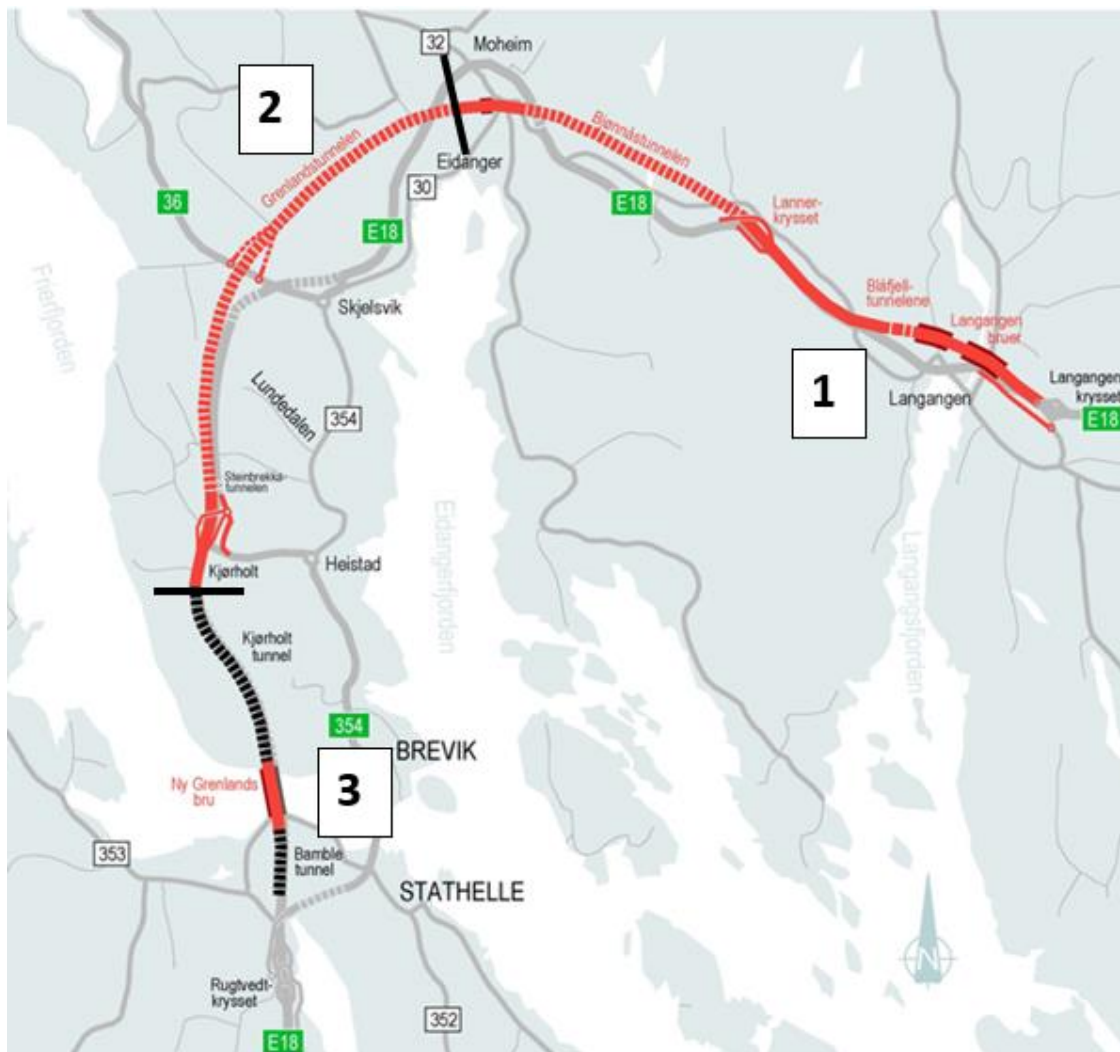 32
Moheim
2
Bjønnåstunnelen
Grenlandstunnelen
Eidanger
30
36
E18
E18
Lanner-
krysset
Frierfjorden
Skjelsvik
Blåfjell-
tunnelene
Langangen
bruer
1
Langangen
Langangen
krysset
E18
Lundedalen
354
Steinbrekka-
tunnelen
Eidangerfjorden
Langangsfjorden
Heistad
Kjørholt
Kjørholt
tunnel
354
BREVIK
3
Ny Grenlands
bru
353
Bamble
tunnel
STATHELLE
N
Rugtvedt-
krysset
352
E18